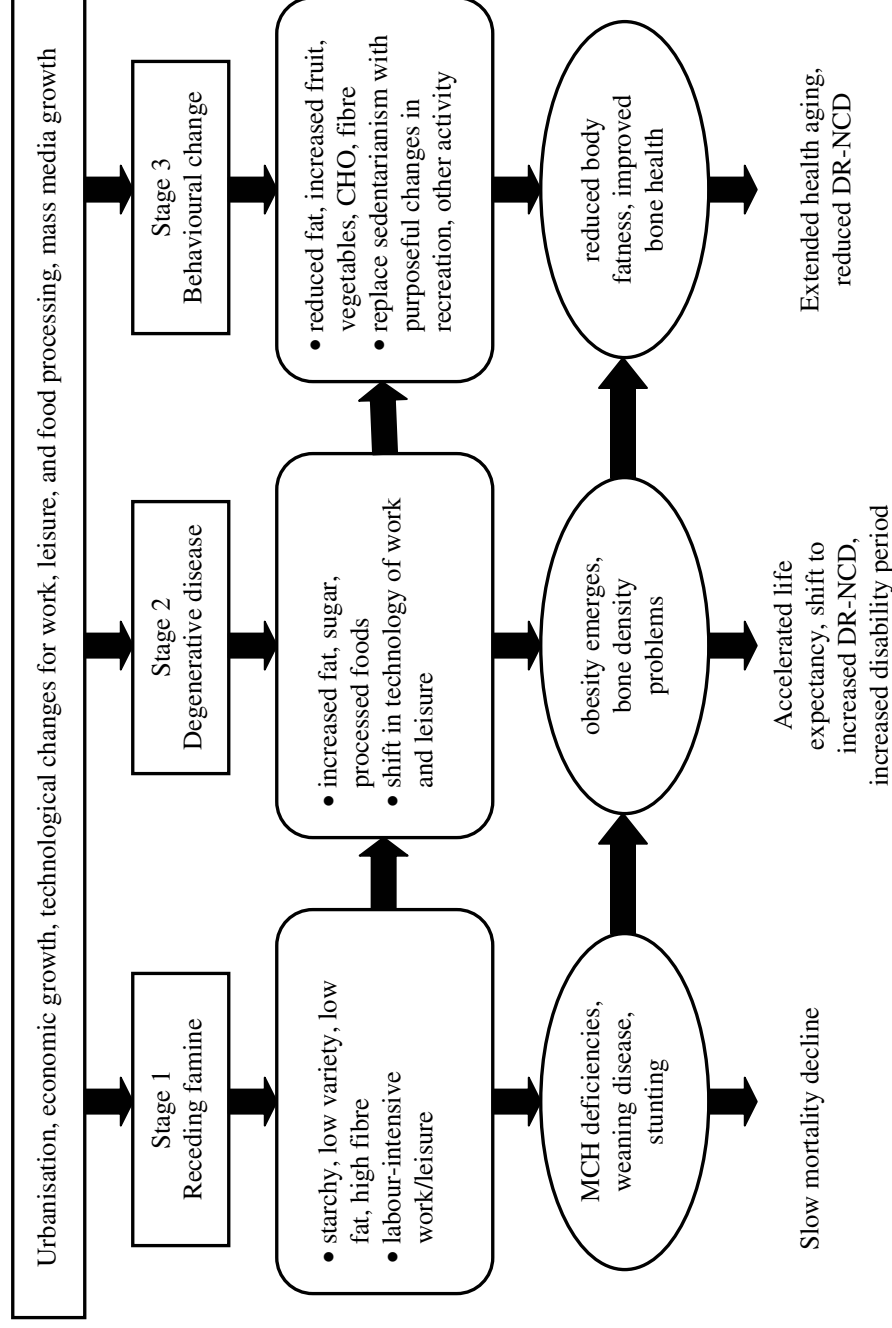 Urbanisation, economic growth, technological changes for work, leisure, and food processing, mass media growth
Stage 1
Receding famine
Stage 2
Degenerative disease
Stage 3
Behavioural change
• starchy, low variety, low
fat, high fibre
• labour-intensive
work/leisure
• increased fat, sugar,
processed foods
• shift in technology of work
and leisure
• reduced fat, increased fruit,
vegetables, CHO, fibre
• replace sedentarianism with
purposeful changes in
recreation, other activity
MCH deficiencies,
weaning disease,
stunting
obesity emerges,
bone density
problems
reduced body
fatness, improved
bone health
Slow mortality decline
Accelerated life
expectancy, shift to
increased DR-NCD,
increased disability period
Extended health aging,
reduced DR-NCD